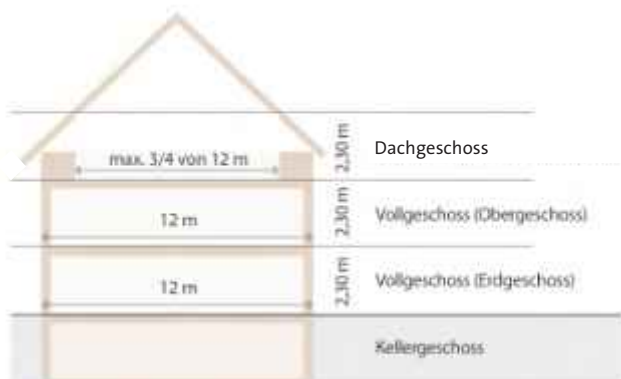 2,30 m
Dachgeschoss
max. 3/4 von 12 m
2,30 m
Vollgeschoss (Obergeschoss)
12 m
2,30 m
Vollgeschoss (Erdgeschoss)
12 m
Kellergeschoss